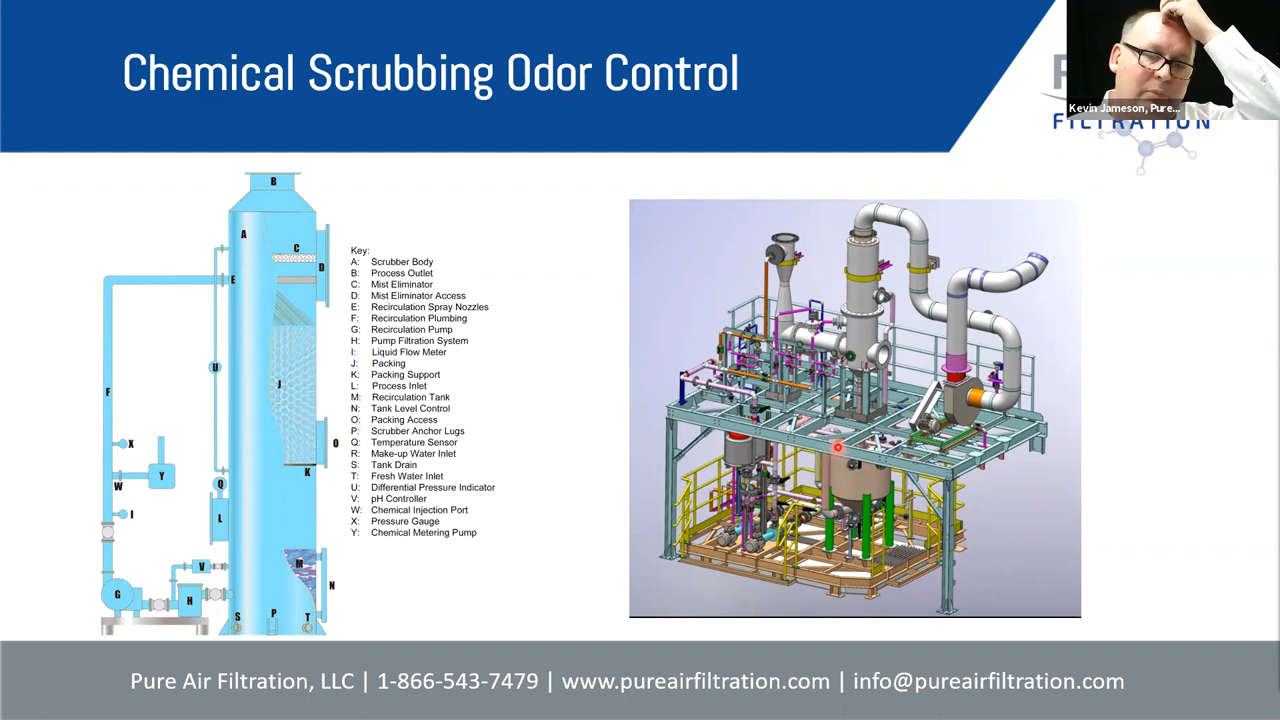 Chemical Scrubbing Odor Control
Kevin Jameson, Pure...
FILTRATION
B
A
C
D
E
U
J
F
X
O
K
Y
W
Q
I
L
V
M
N
G
H
S
P
T
Key:
A: Scrubber Body
B: Process Outlet
C: Mist Eliminator
D: Mist Eliminator Access
E: Recirculation Spray Nozzles
F: Recirculation Plumbing
G: Recirculation Pump
H: Pump Filtration System
I: Liquid Flow Meter
J: Packing
K: Packing Support
L: Process Inlet
M: Recirculation Tank
N: Tank Level Control
O: Packing Access
P: Scrubber Anchor Lugs
Q: Temperature Sensor
R: Make-up Water Inlet
S: Tank Drain
T: Fresh Water Inlet
U: Differential Pressure Indicator
V: pH Controller
W: Chemical Injection Port
X: Pressure Gauge
Y: Chemical Metering Pump
Pure Air Filtration, LLC | 1-866-543-7479 | www.pureairfiltration.com | info@pureairfiltration.com